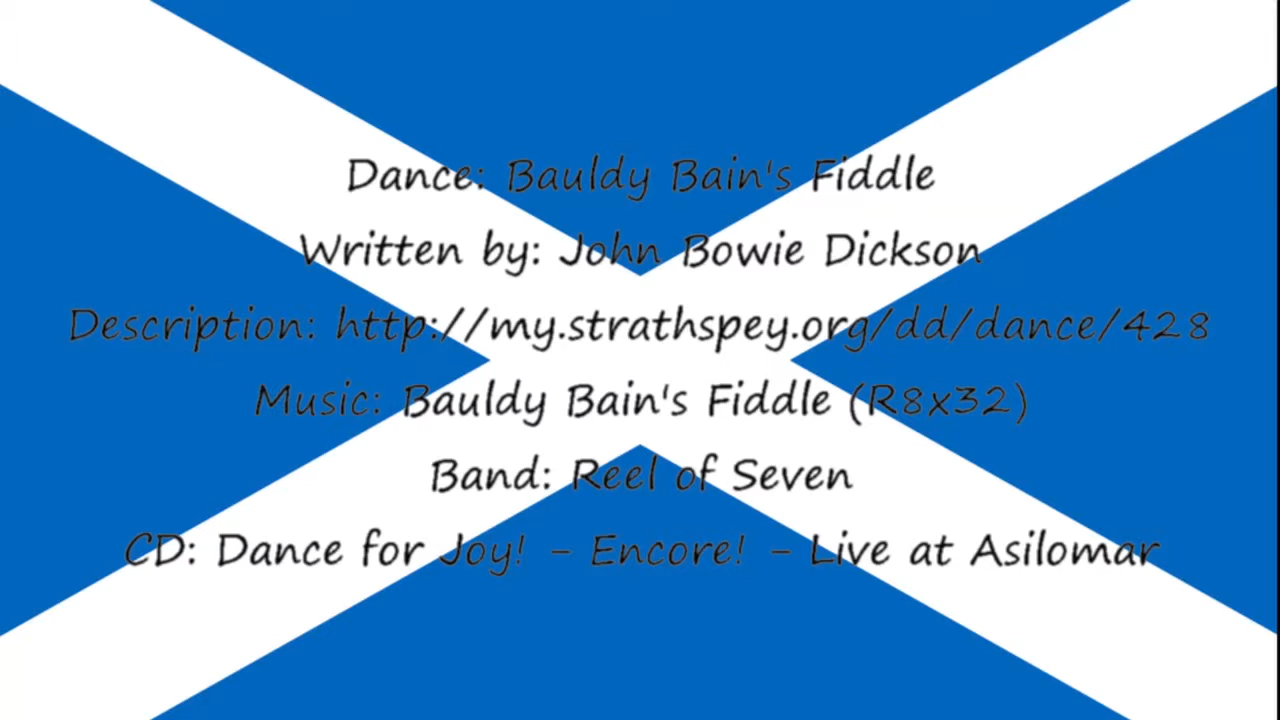 Dance: Bauldy Bain's Fiddle
Written by: John Bowie Dickson
Description: http://my.strathspey.org/dd/dance/428
Music: Bauldy Bain's Fiddle (R8x32)
Band: Reel of Seven
CD: Dance for Joy! - Encore! - Live at Asilomar